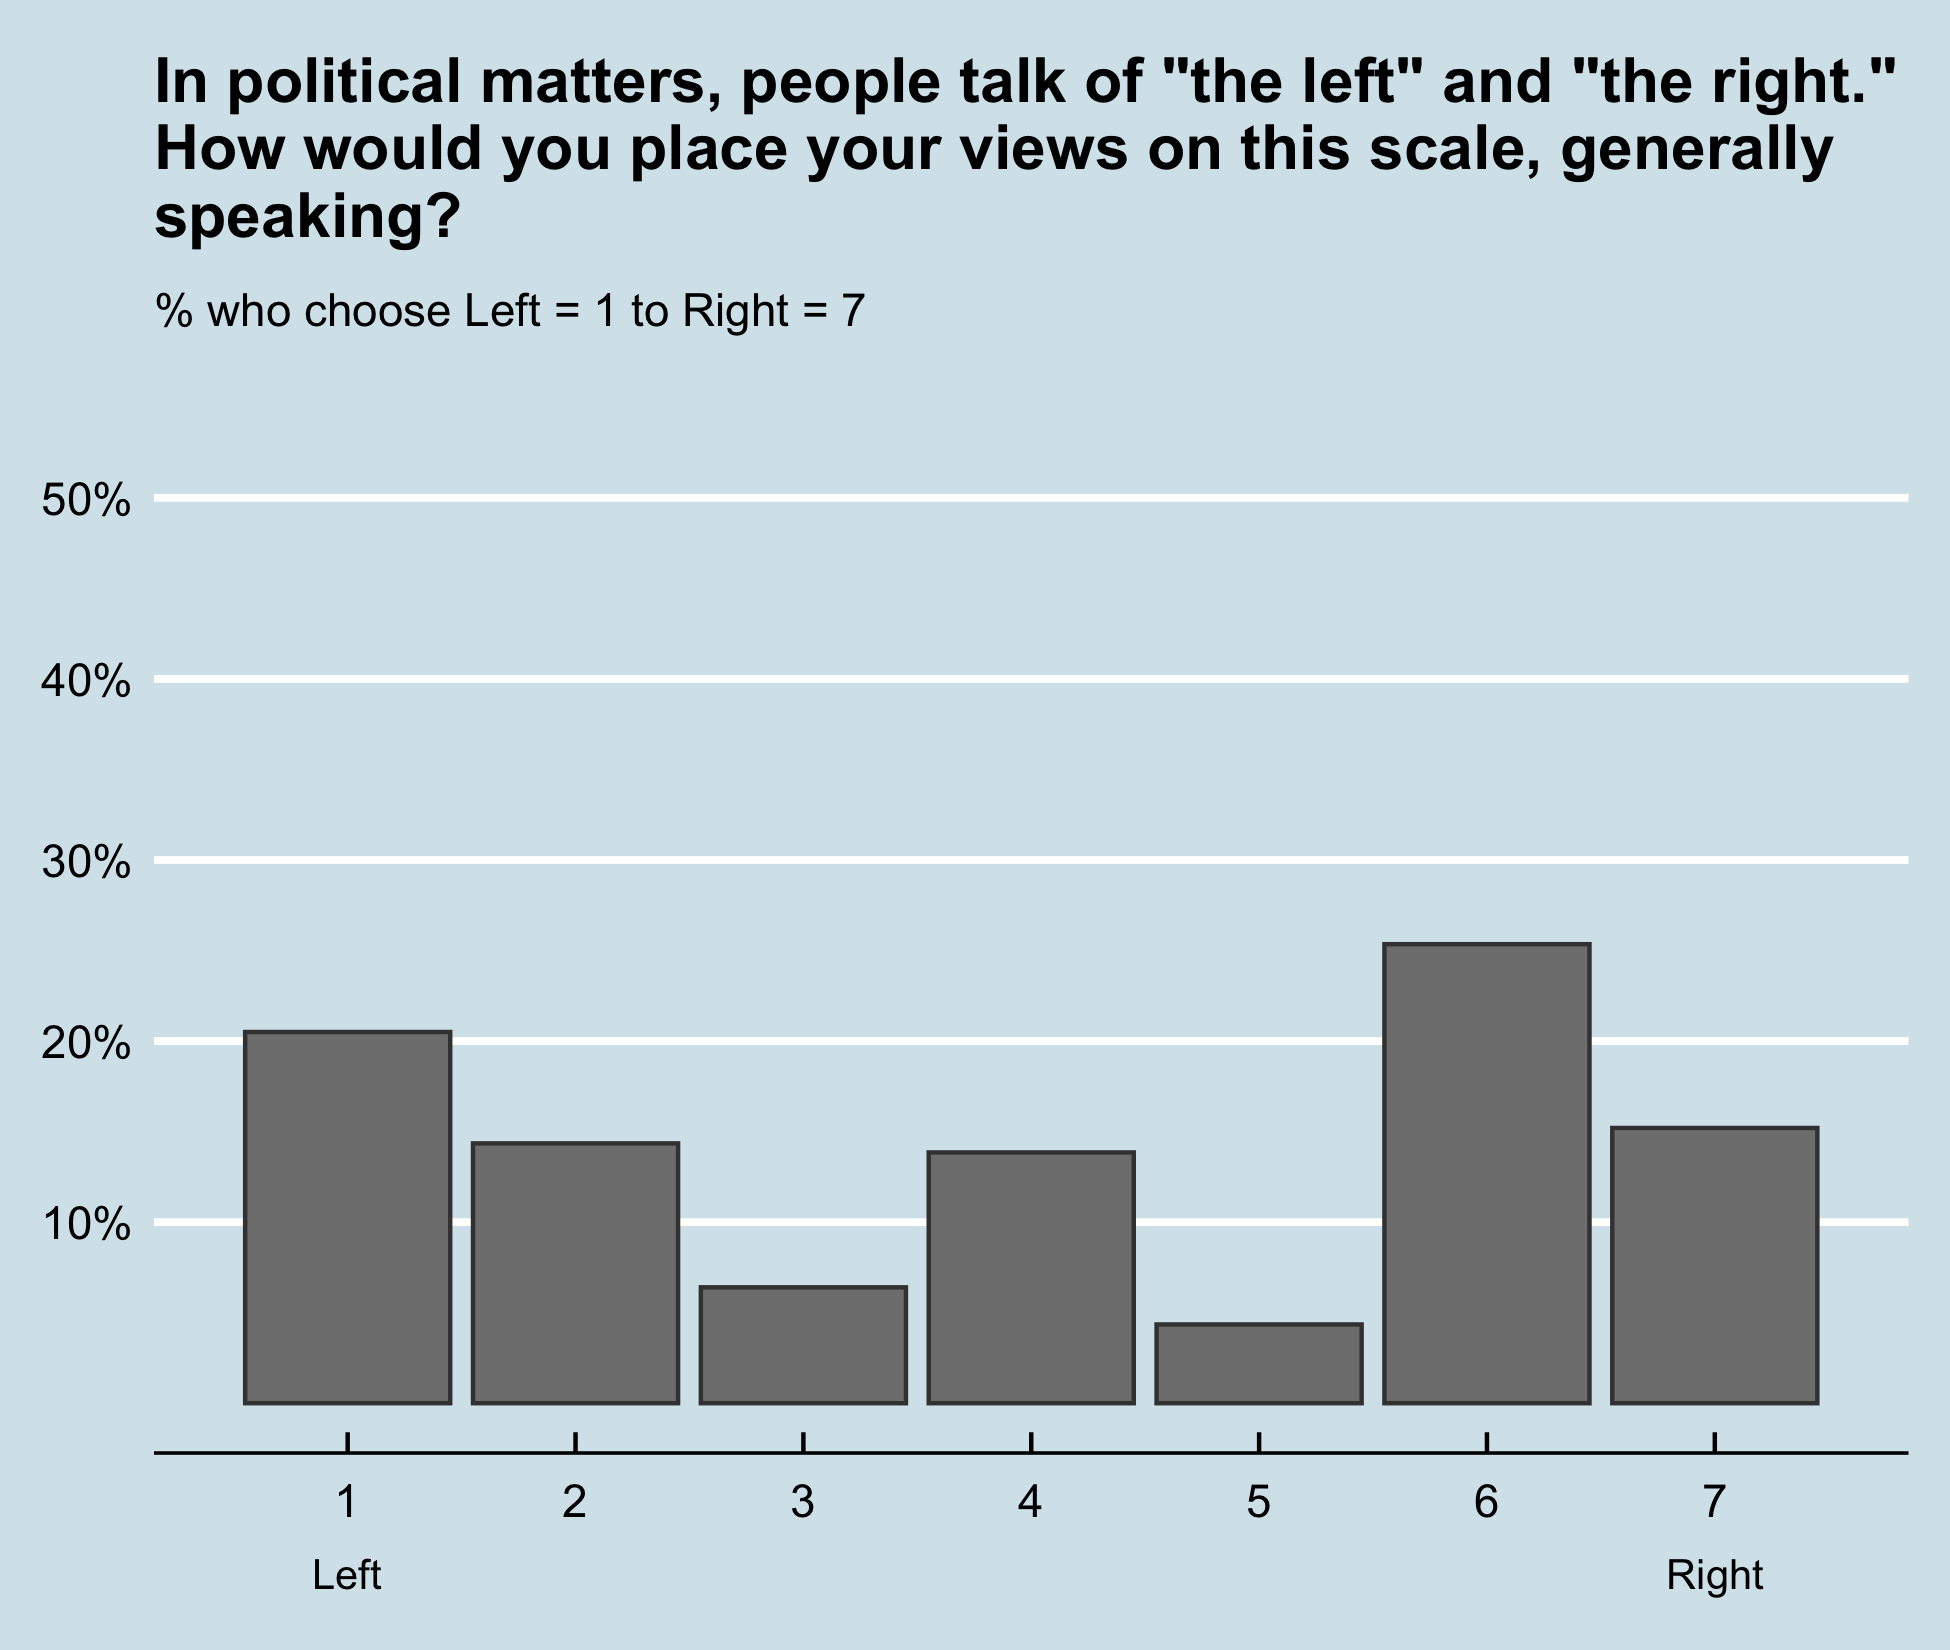 In political matters, people talk of "the left" and "the right."
How would you place your views on this scale, generally
speaking?
% who choose Left = 1 to Right = 7
50%
40%
30%
20%
10%
1 2 3 4 5 6 7
Left Right